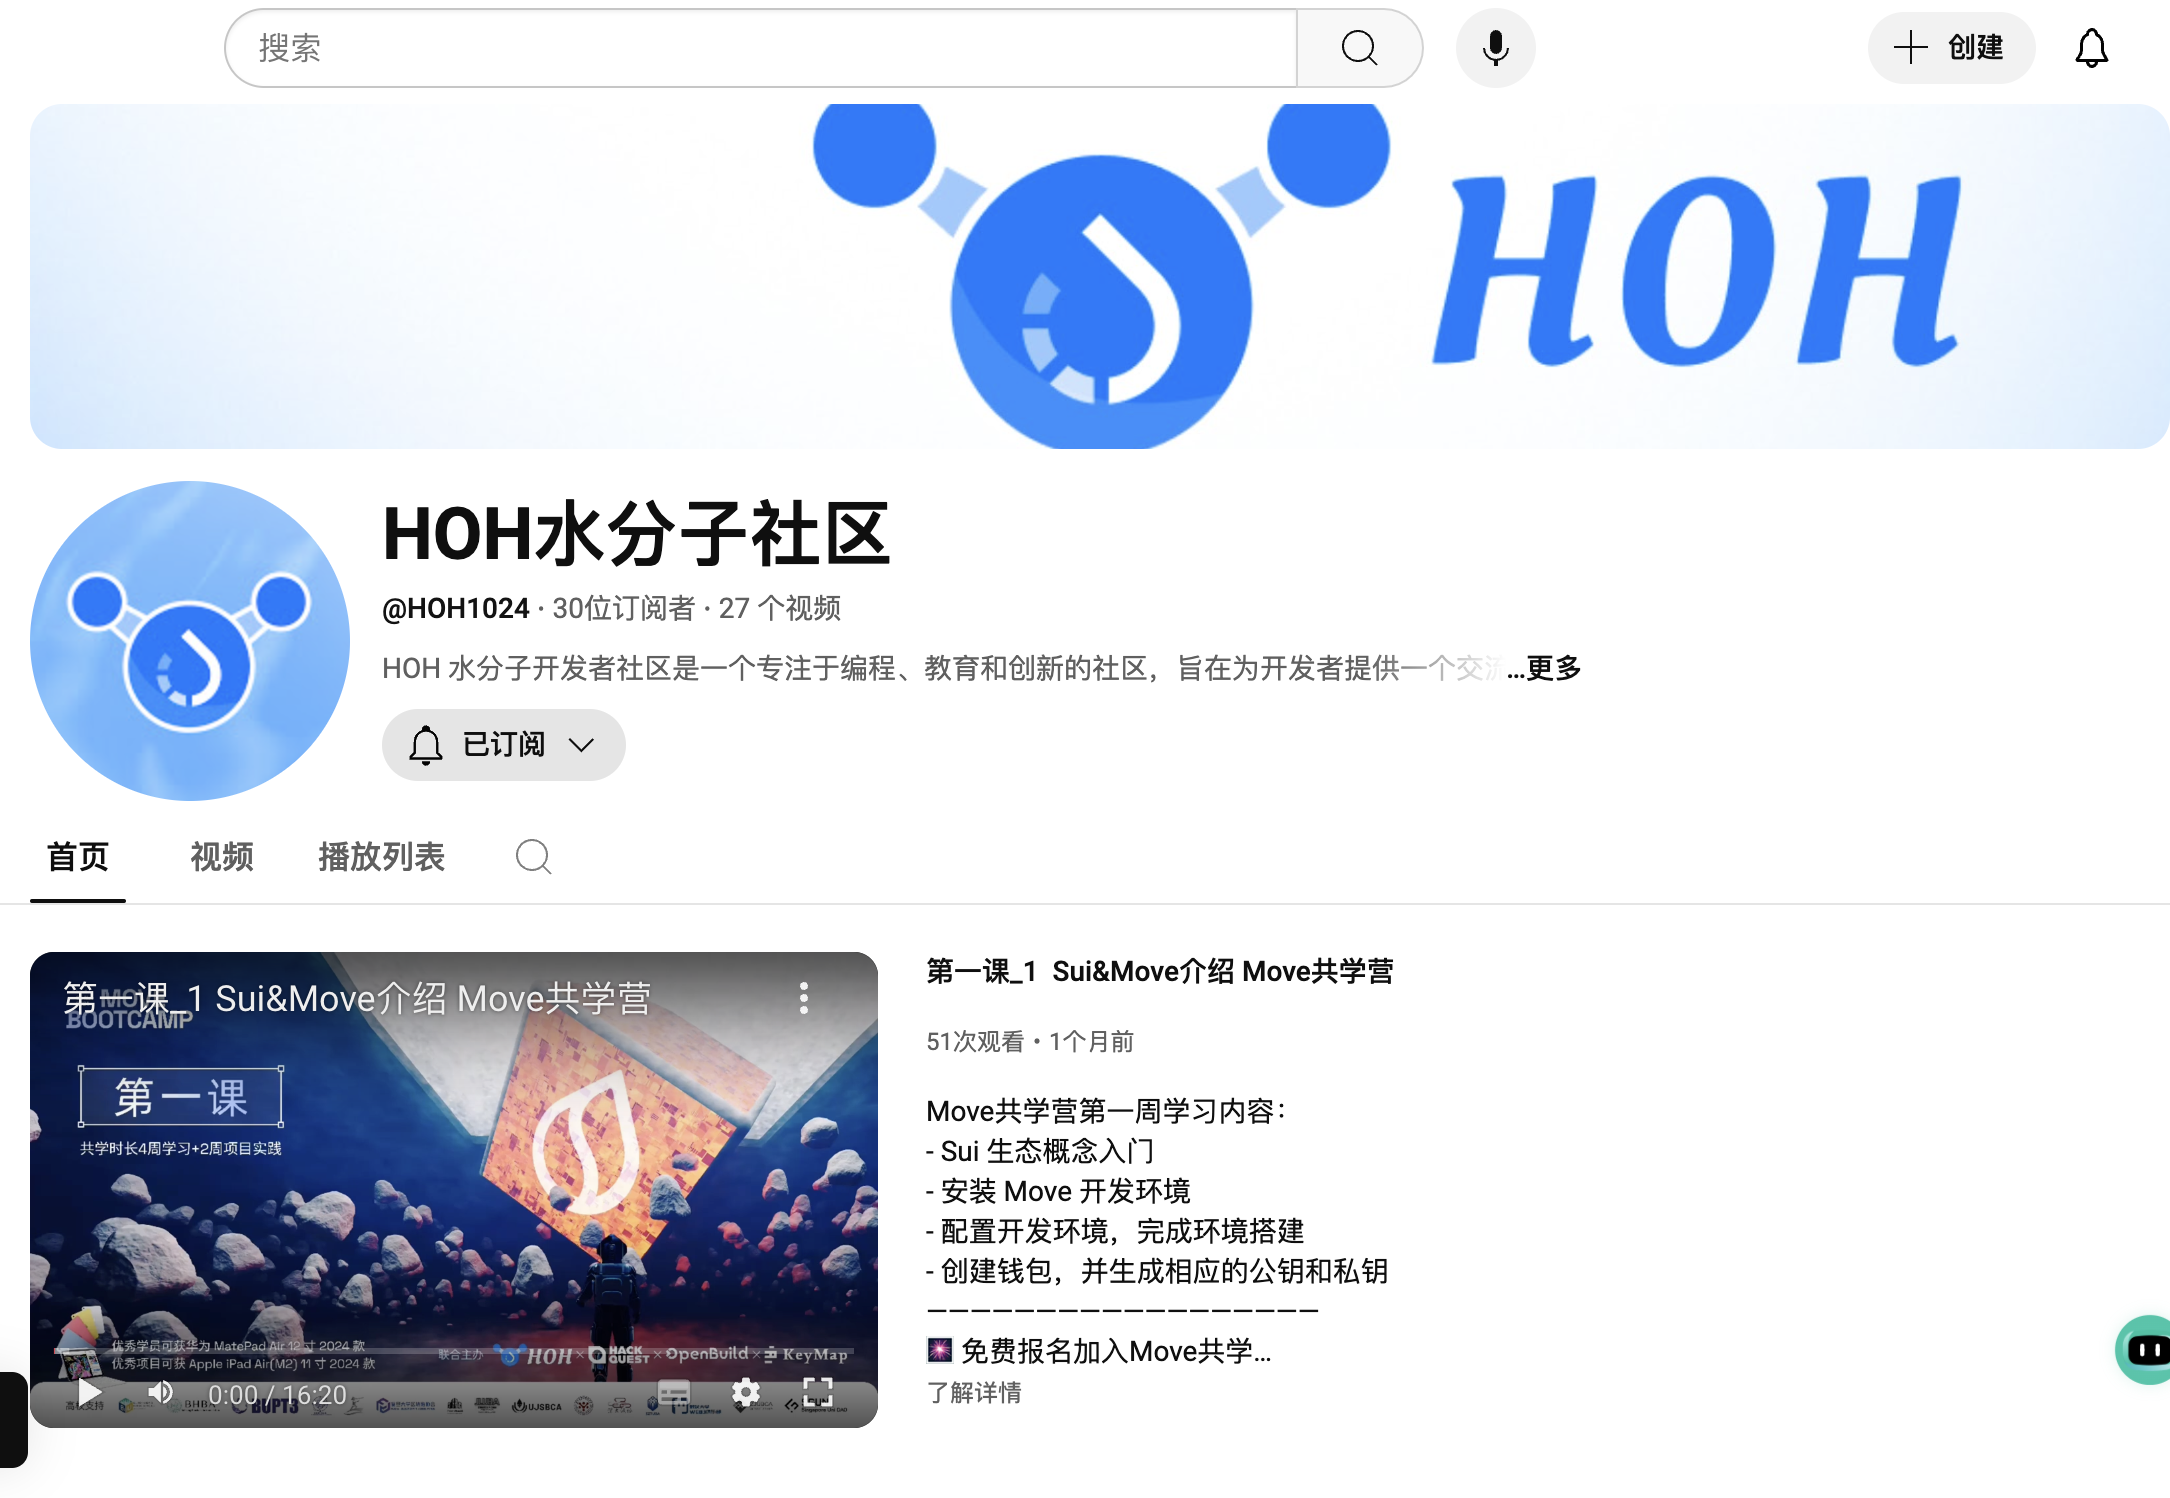 搜索
创建
HOH
HOH水分子社区
@HOH1024 · 30位订阅者 · 27 个视频
HOH 水分子开发者社区是一个专注于编程、教育和创新的社区，旨在为开发者提供一个交流...更多
已订阅
首页 视频 播放列表
第一课_1 Sui&Move介绍 Move共学营
BOOTCAMP
第一课
共学时长4周学习+2周项目实践
优秀学员可获华为 MatePad Air 12 寸 2024 款
优秀项目可获 Apple iPad Air(M2) 11 寸 2024 款
联合主办 HOH × HACK QUEST × OpenBuild × KeyMap
0:00 / 16:20
高校支持 BHBA BUPT3 UJSBCA
第一课_1 Sui&Move介绍 Move共学营
51次观看 • 1个月前
Move共学营第一周学习内容：
- Sui 生态概念入门
- 安装 Move 开发环境
- 配置开发环境，完成环境搭建
- 创建钱包，并生成相应的公钥和私钥
——————————————————
🎆 免费报名加入Move共学...
了解详情